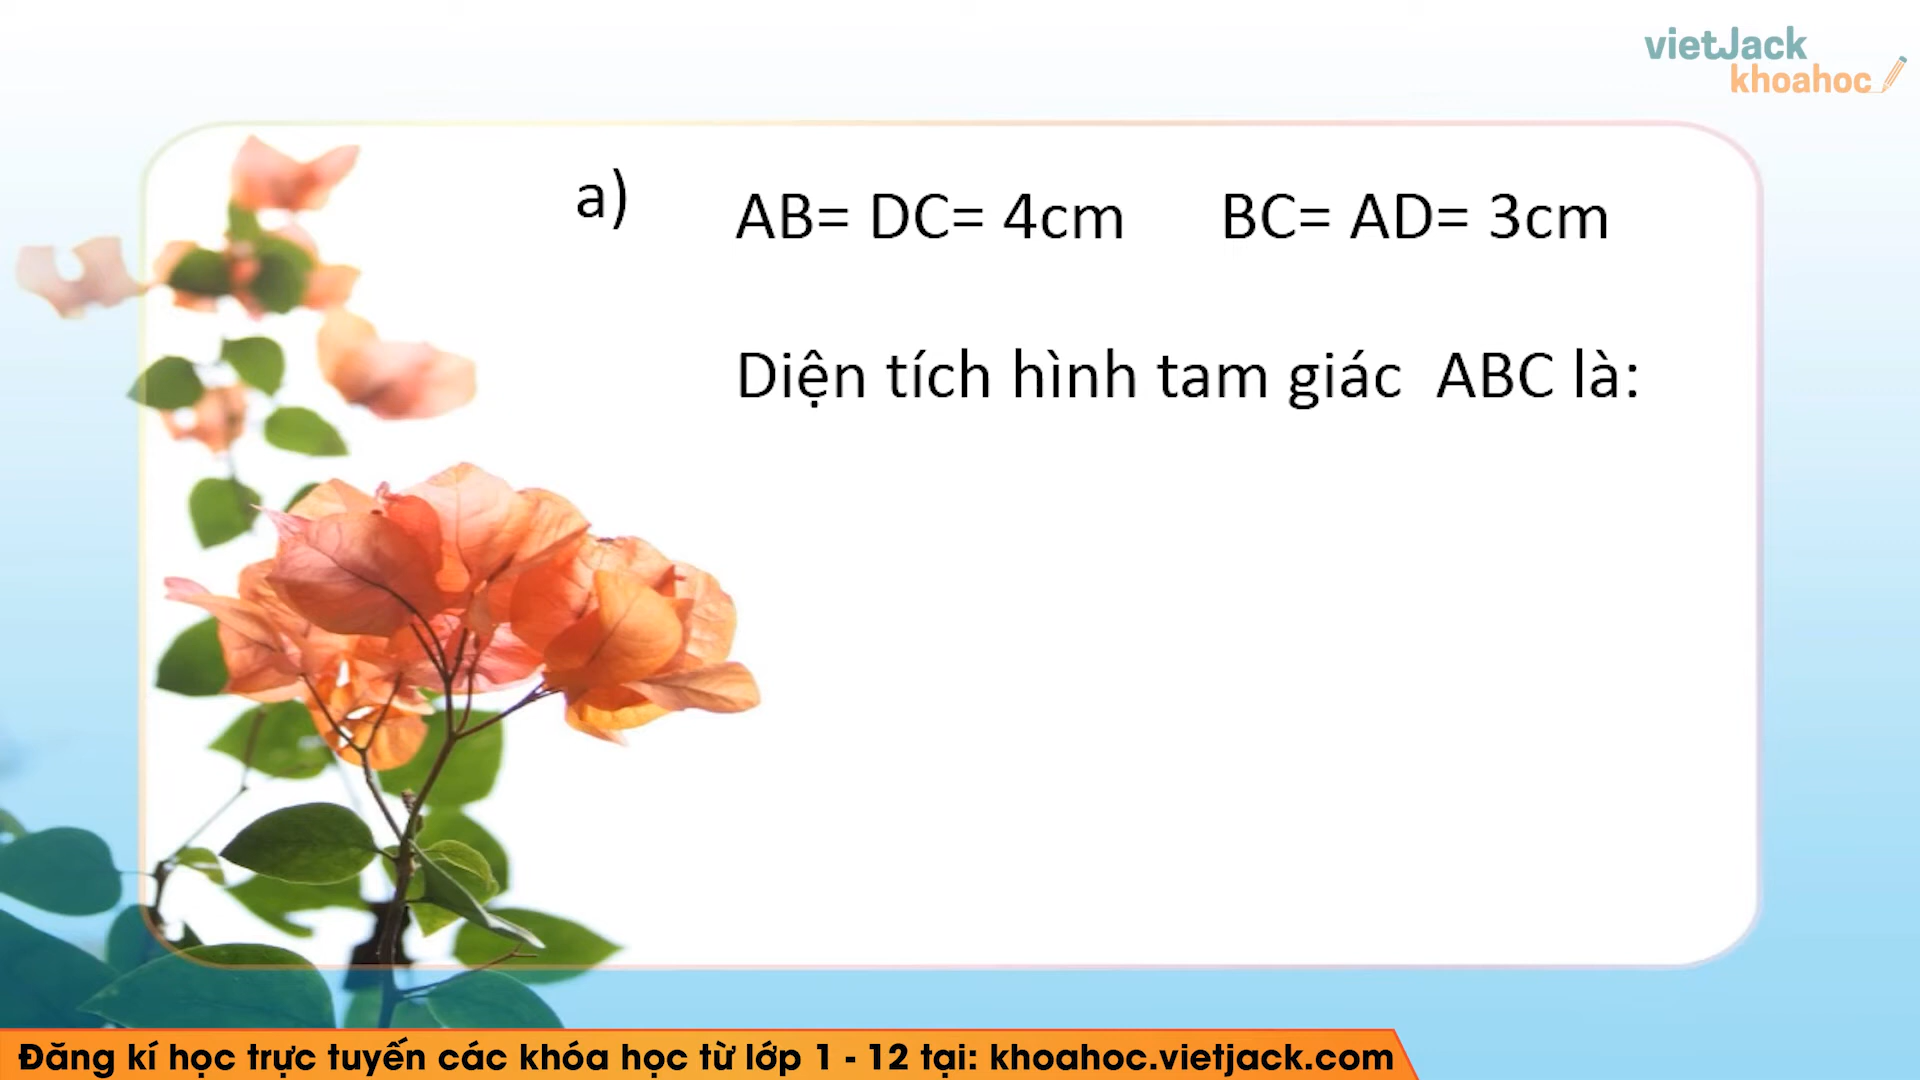 vietJack
khoahoc
a)
AB= DC= 4cm BC= AD= 3cm
Diện tích hình tam giác ABC là:
Đăng kí học trực tuyến các khóa học từ lớp 1 - 12 tại: khoahoc.vietjack.com